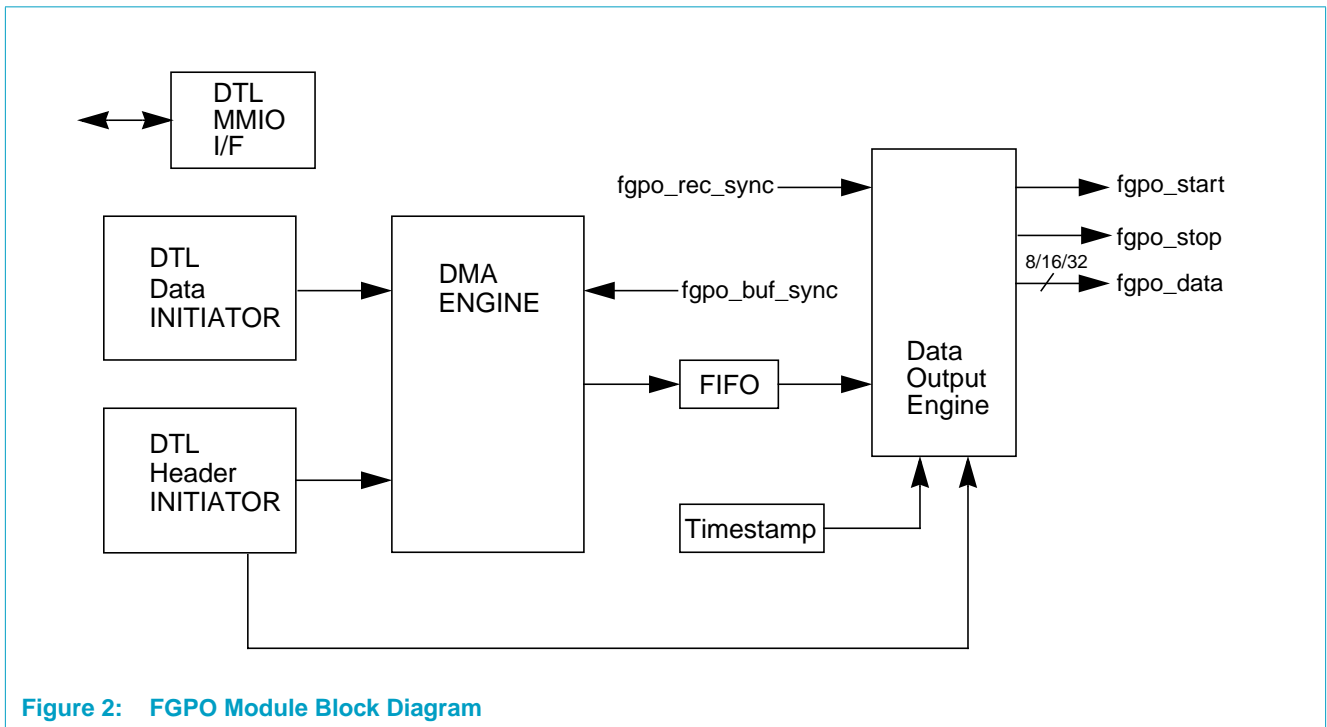 DTL
MMIO
I/F
fgpo_rec_sync
fgpo_start
fgpo_stop
8/16/32
fgpo_data
DTL
Data
INITIATOR
DMA
ENGINE
fgpo_buf_sync
FIFO
Data
Output
Engine
DTL
Header
INITIATOR
Timestamp
Figure 2: FGPO Module Block Diagram